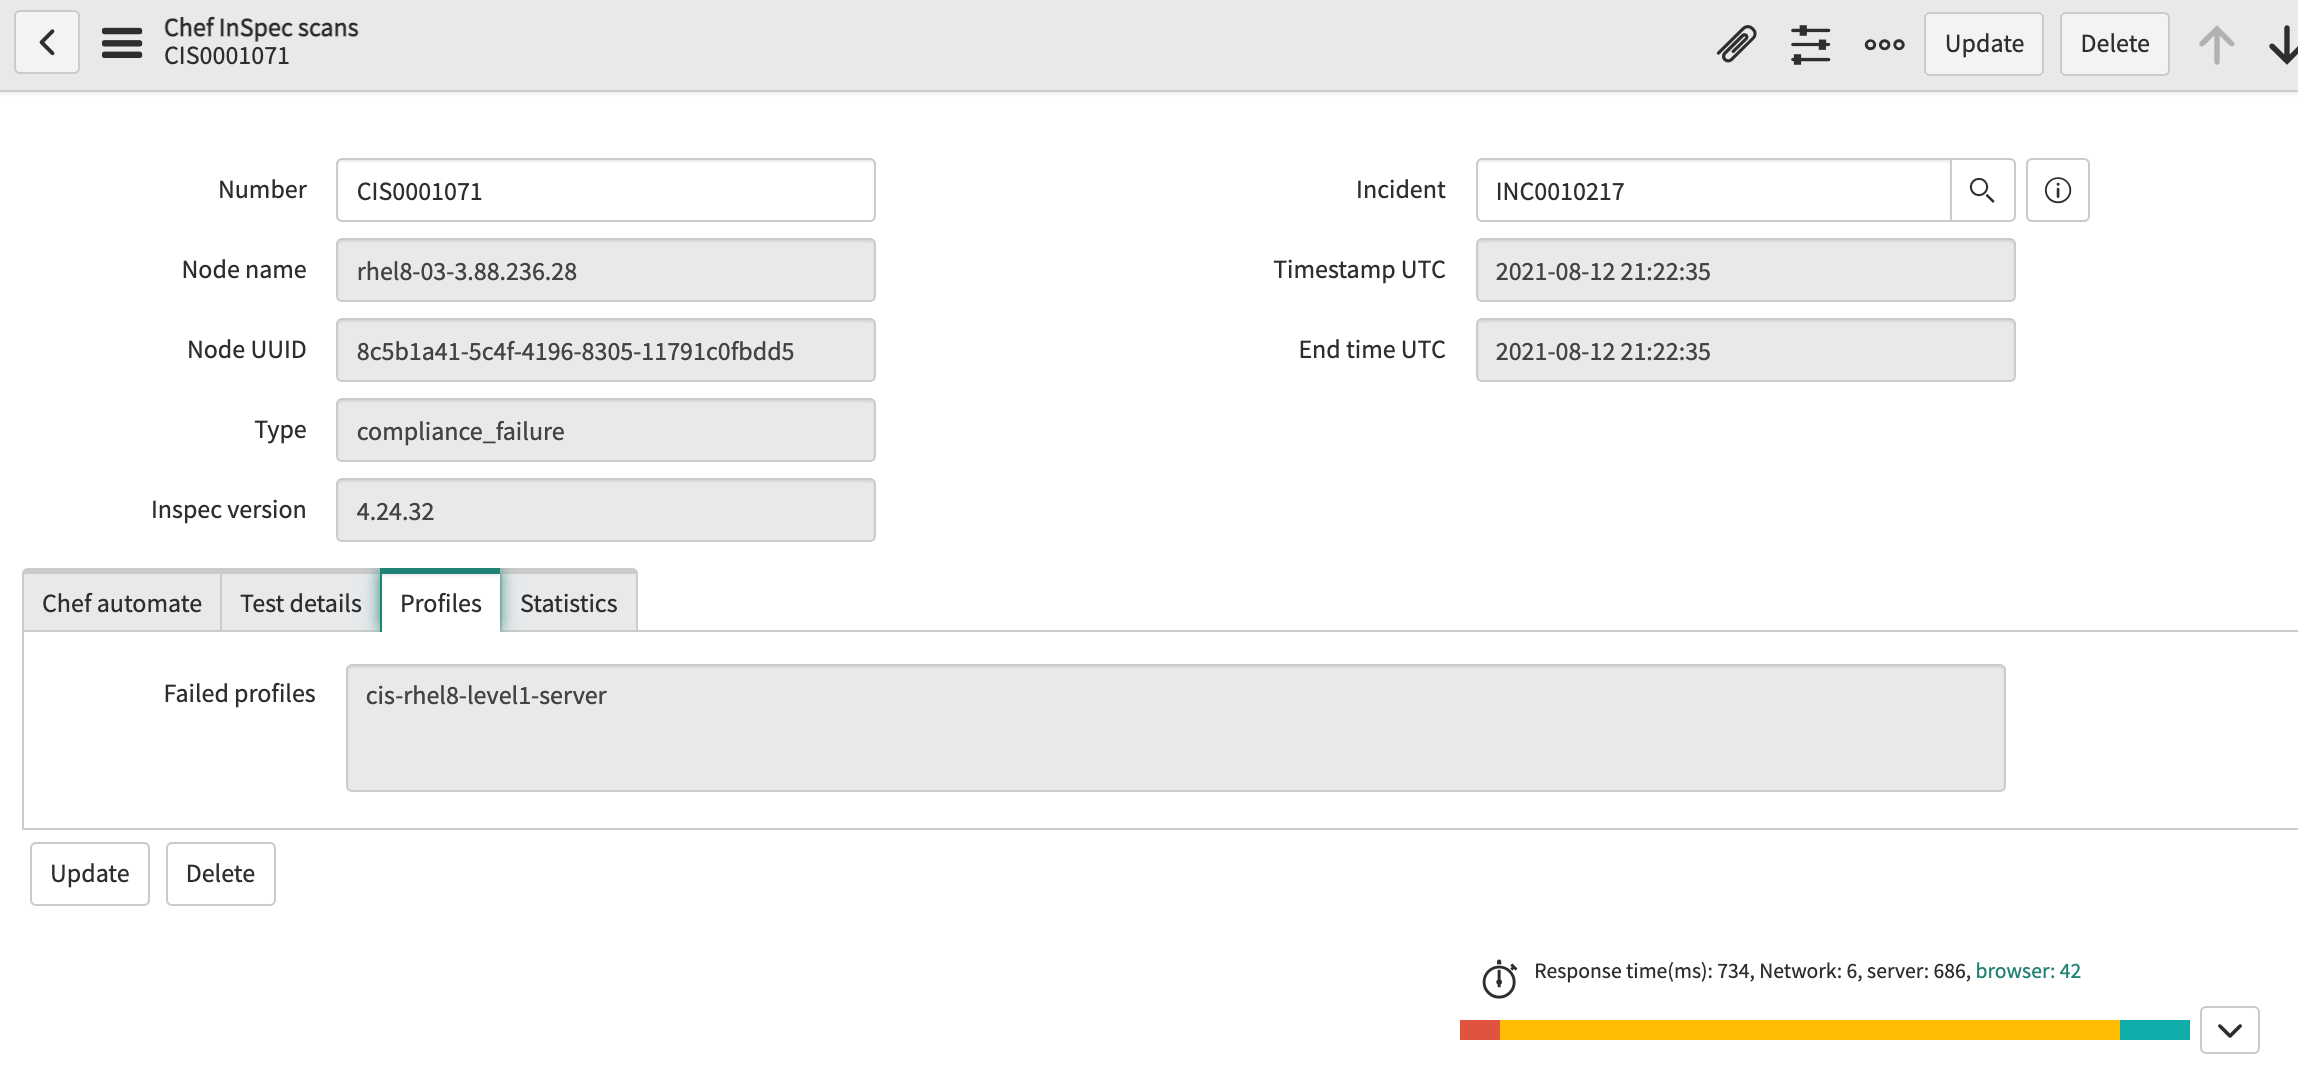 Chef InSpec scans
CIS0001071
Update
Delete
Number
CIS0001071
Incident
INC0010217
Node name
rhel8-03-3.88.236.28
Timestamp UTC
2021-08-12 21:22:35
Node UUID
8c5b1a41-5c4f-4196-8305-11791c0fbdd5
End time UTC
2021-08-12 21:22:35
Type
compliance_failure
Inspec version
4.24.32
Chef automate
Test details
Profiles
Statistics
Failed profiles
cis-rhel8-level1-server
Update
Delete
Response time(ms): 734, Network: 6, server: 686, browser: 42